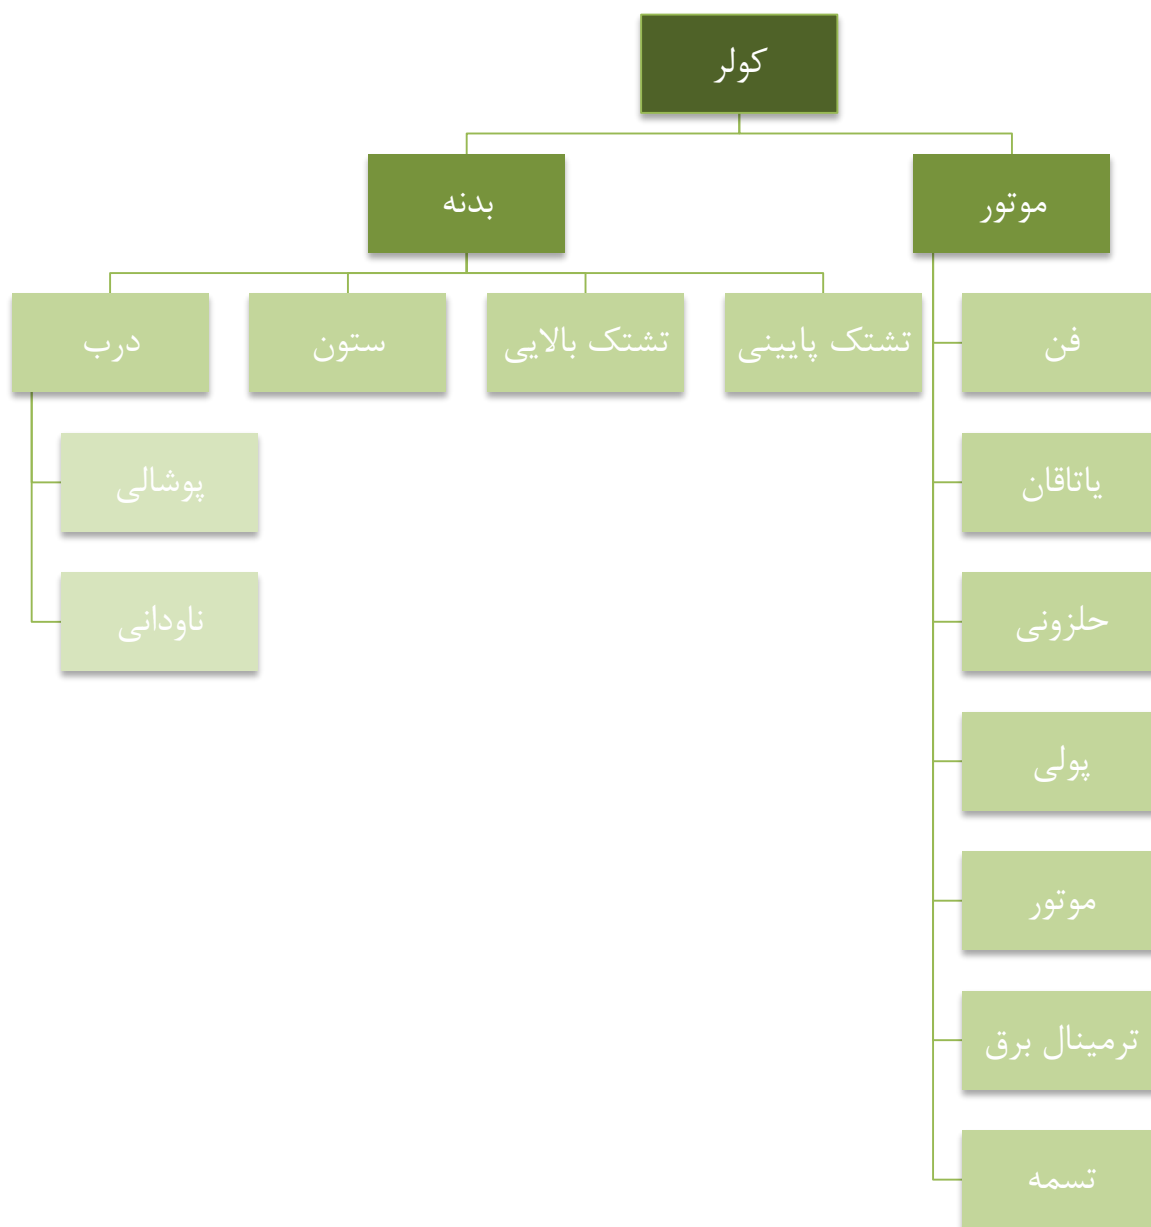 کولر
موتور
بدنه
فن
تشتک پایینی
تشتک بالایی
ستون
درب
یاتاقان
پوشالی
حلزونی
ناودانی
پولی
موتور
ترمینال برق
تسمه